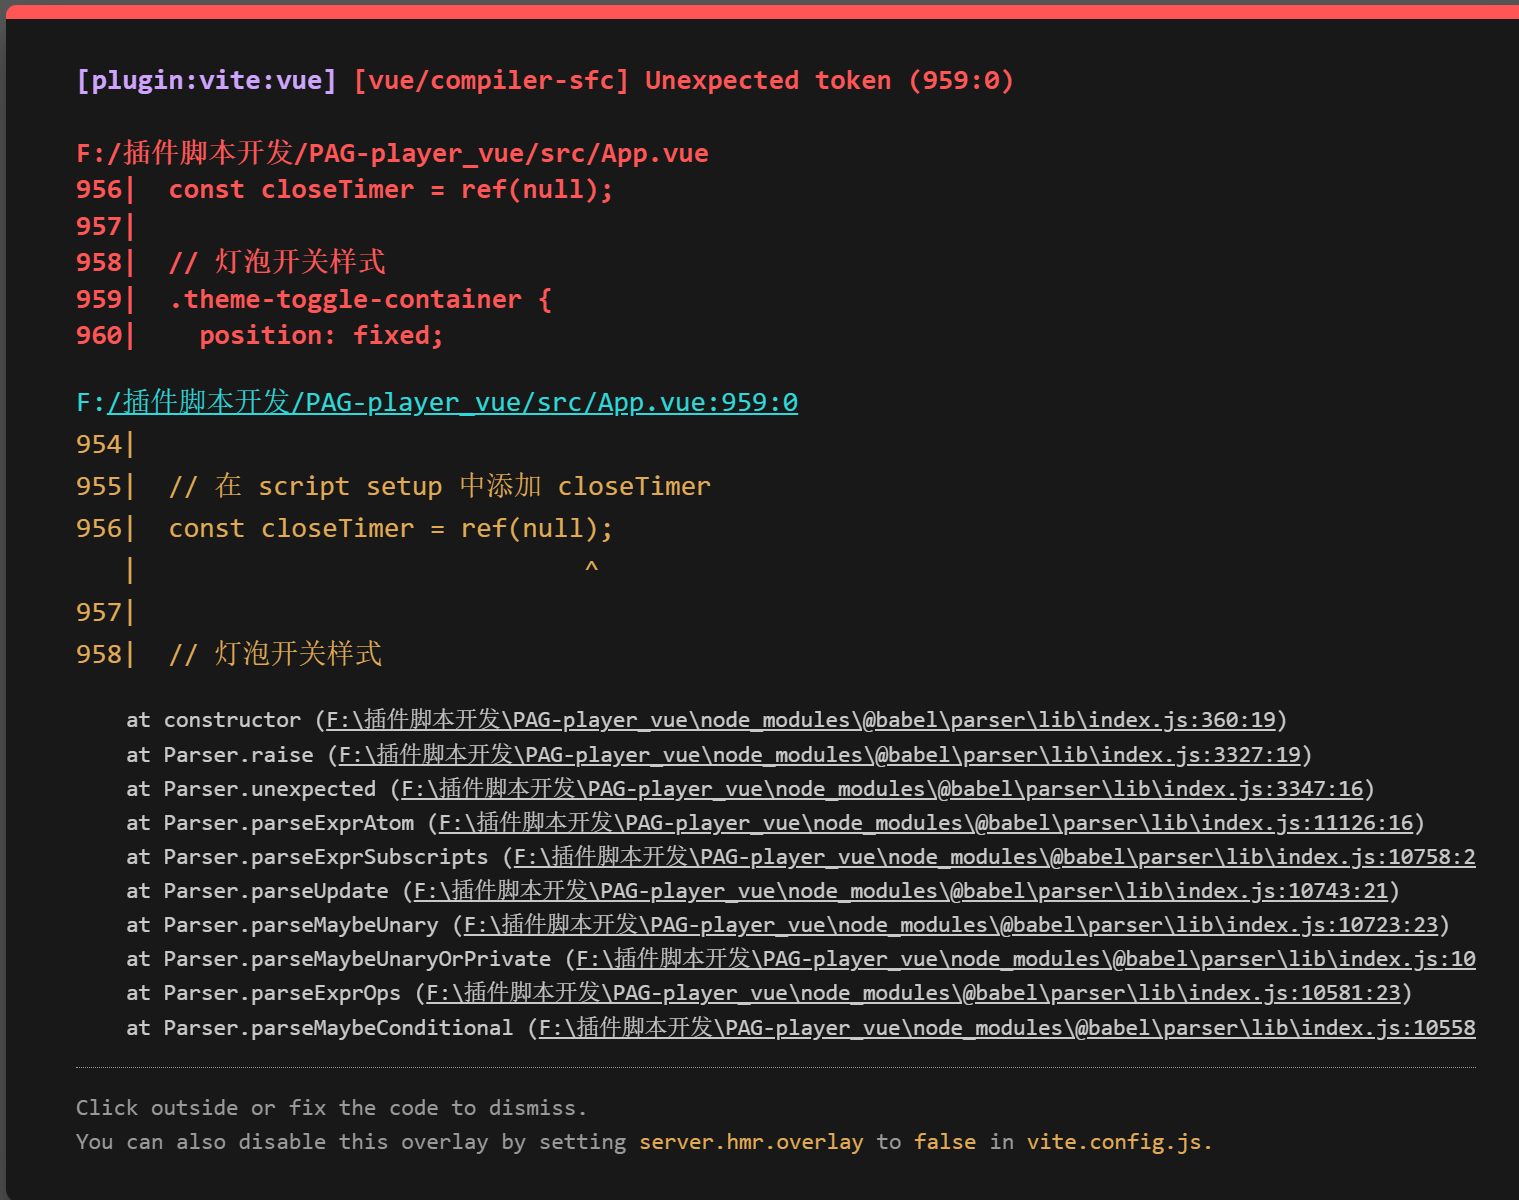 [plugin:vite:vue] [vue/compiler-sfc] Unexpected token (959:0)
F:/插件脚本开发/PAG-player_vue/src/App.vue
956|  const closeTimer = ref(null);
957|
958|  // 灯泡开关样式
959|  .theme-toggle-container {
960|    position: fixed;
F:/插件脚本开发/PAG-player_vue/src/App.vue:959:0
954|
955|  // 在 script setup 中添加 closeTimer
956|  const closeTimer = ref(null);
   |                             ^
957|
958|  // 灯泡开关样式
at constructor (F:\插件脚本开发\PAG-player_vue\node_modules\@babel\parser\lib\index.js:360:19)
at Parser.raise (F:\插件脚本开发\PAG-player_vue\node_modules\@babel\parser\lib\index.js:3327:19)
at Parser.unexpected (F:\插件脚本开发\PAG-player_vue\node_modules\@babel\parser\lib\index.js:3347:16)
at Parser.parseExprAtom (F:\插件脚本开发\PAG-player_vue\node_modules\@babel\parser\lib\index.js:11126:16)
at Parser.parseExprSubscripts (F:\插件脚本开发\PAG-player_vue\node_modules\@babel\parser\lib\index.js:10758:2
at Parser.parseUpdate (F:\插件脚本开发\PAG-player_vue\node_modules\@babel\parser\lib\index.js:10743:21)
at Parser.parseMaybeUnary (F:\插件脚本开发\PAG-player_vue\node_modules\@babel\parser\lib\index.js:10723:23)
at Parser.parseMaybeUnaryOrPrivate (F:\插件脚本开发\PAG-player_vue\node_modules\@babel\parser\lib\index.js:10
at Parser.parseExprOps (F:\插件脚本开发\PAG-player_vue\node_modules\@babel\parser\lib\index.js:10581:23)
at Parser.parseMaybeConditional (F:\插件脚本开发\PAG-player_vue\node_modules\@babel\parser\lib\index.js:10558
Click outside or fix the code to dismiss.
You can also disable this overlay by setting server.hmr.overlay to false in vite.config.js.